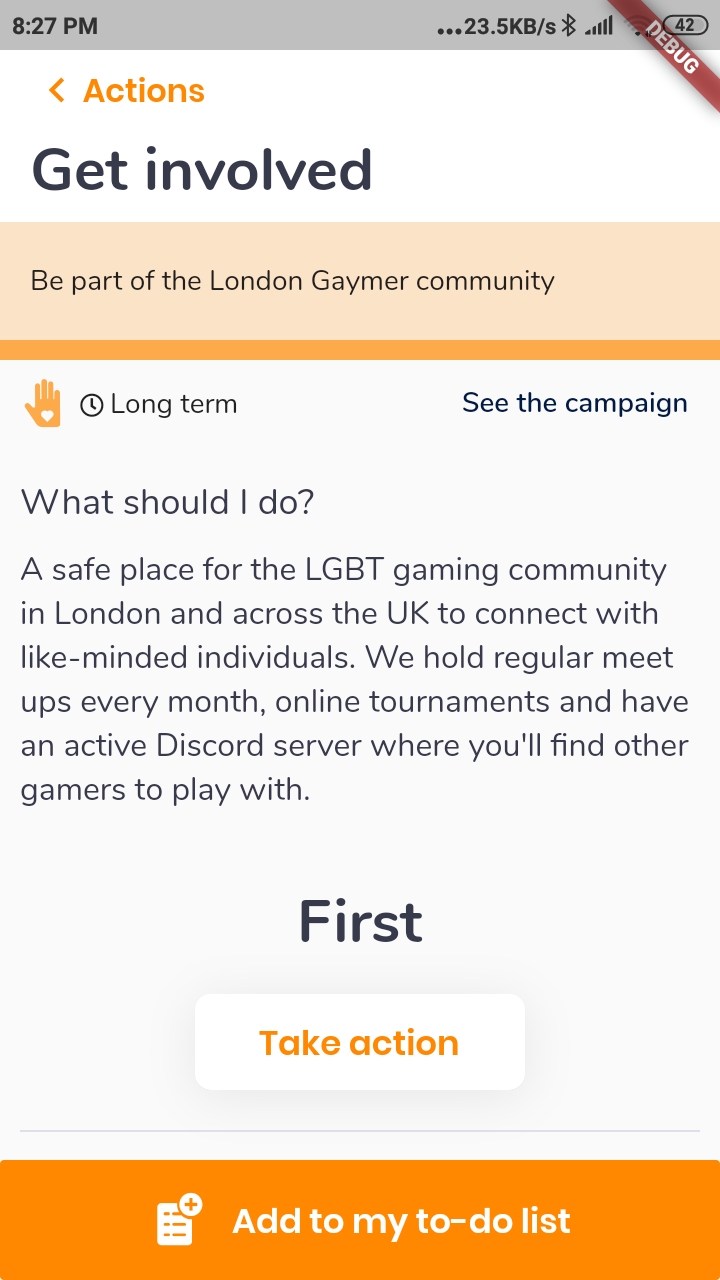 8:27 PM
...23.5KB/s
42
DEBUG
Actions
Get involved
Be part of the London Gaymer community
Long term
See the campaign
What should I do?
A safe place for the LGBT gaming community
in London and across the UK to connect with
like-minded individuals. We hold regular meet
ups every month, online tournaments and have
an active Discord server where you'll find other
gamers to play with.
First
Take action
Add to my to-do list